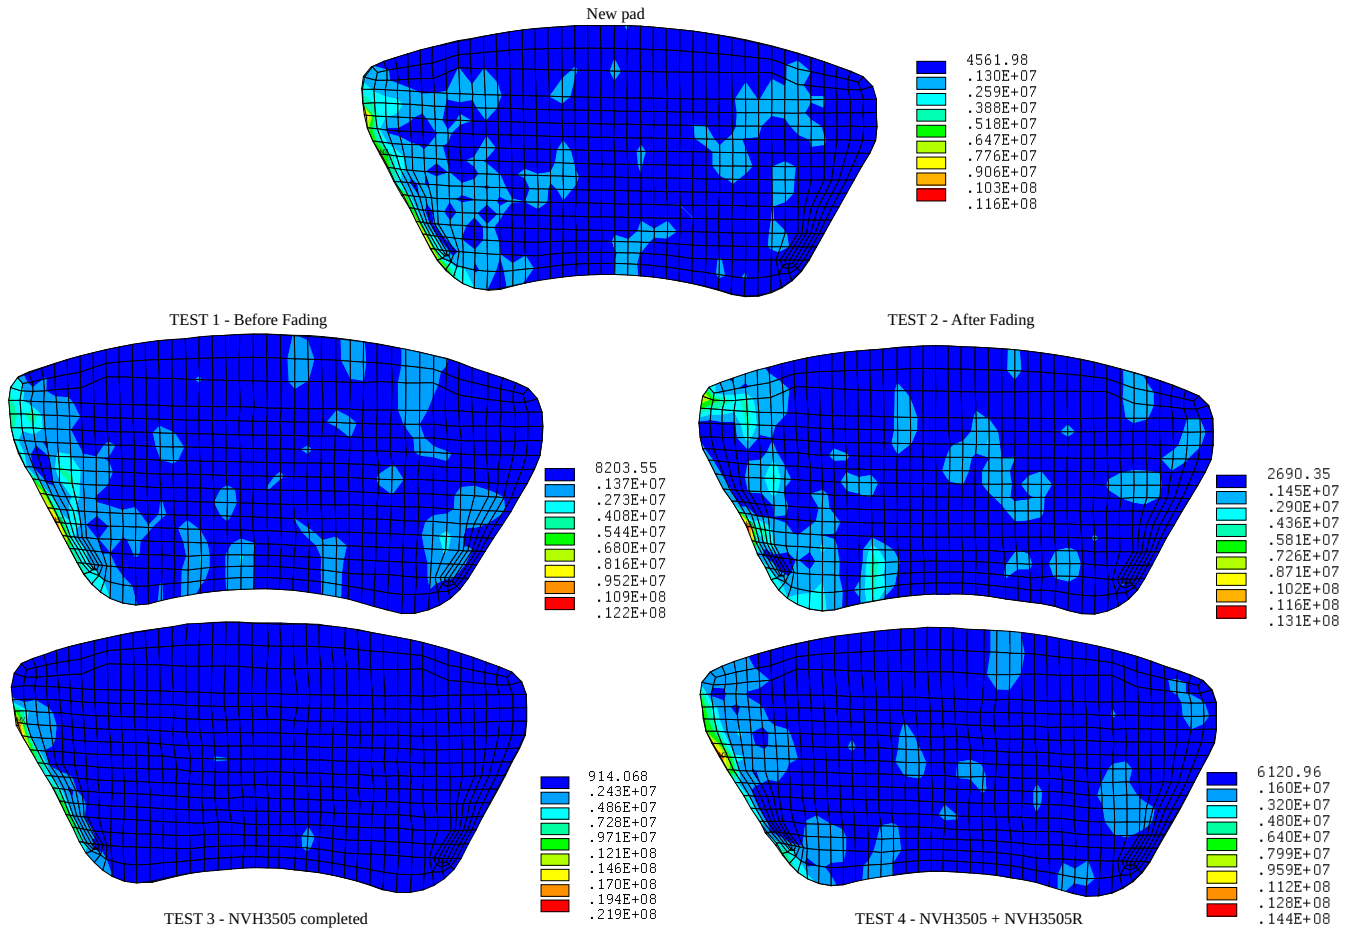 New pad
4561.98
.130E+07
.259E+07
.388E+07
.518E+07
.647E+07
.776E+07
.906E+07
.103E+08
.116E+08
TEST 1 - Before Fading
8203.55
.137E+07
.273E+07
.408E+07
.544E+07
.680E+07
.816E+07
.952E+07
.109E+08
.122E+08
TEST 2 - After Fading
2690.35
.145E+07
.290E+07
.436E+07
.581E+07
.726E+07
.871E+07
.102E+08
.116E+08
.131E+08
914.068
.243E+07
.486E+07
.728E+07
.971E+07
.121E+08
.146E+08
.170E+08
.194E+08
.219E+08
TEST 3 - NVH3505 completed
6120.96
.160E+07
.320E+07
.480E+07
.640E+07
.799E+07
.959E+07
.112E+08
.128E+08
.144E+08
TEST 4 - NVH3505 + NVH3505R